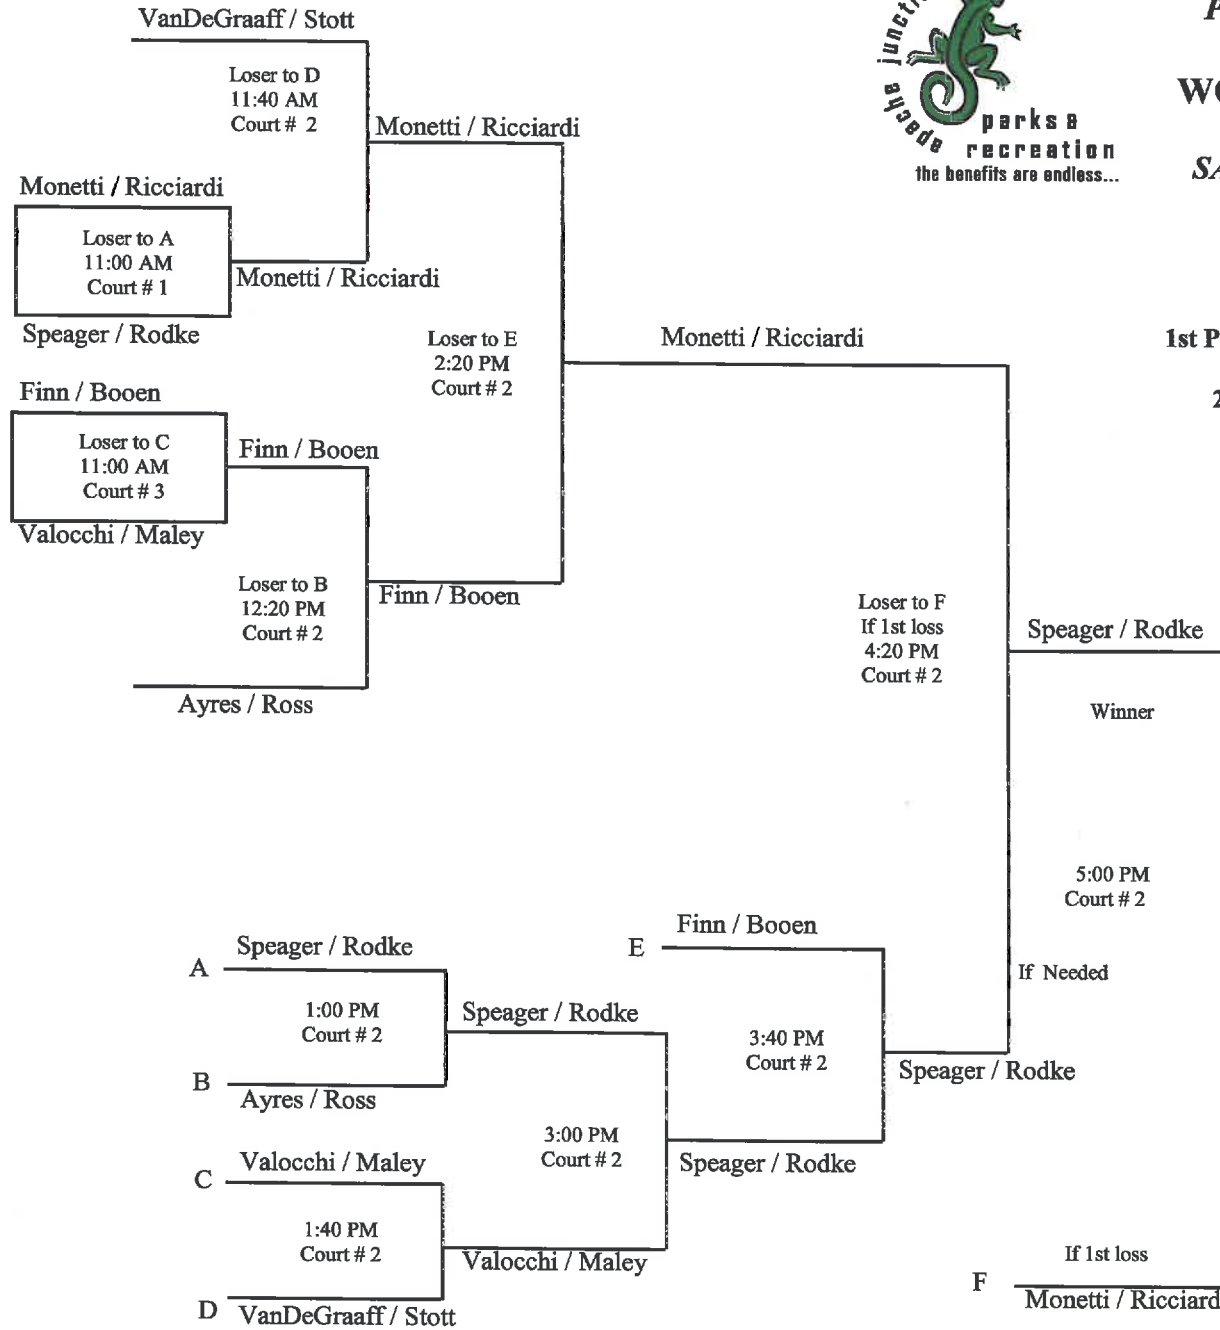 VanDeGraaff / Stott
Loser to D
11:40 AM
Court # 2
Monetti / Ricciardi
Monetti / Ricciardi
Loser to A
11:00 AM
Court # 1
Monetti / Ricciardi
Speager / Rodke
Loser to E
2:20 PM
Court # 2
Finn / Booen
Loser to C
11:00 AM
Court # 3
Finn / Booen
Valocchi / Maley
Loser to B
12:20 PM
Court # 2
Finn / Booen
Ayres / Ross
apache
parks &
recreation
the benefits are endless...
WO
SA
Monetti / Ricciardi
1st P
2
Loser to F
If 1st loss
4:20 PM
Court # 2
Speager / Rodke
Winner
5:00 PM
Court # 2
If Needed
A
Speager / Rodke
1:00 PM
Court # 2
B
Ayres / Ross
Speager / Rodke
C
Valocchi / Maley
1:40 PM
Court # 2
D
VanDeGraaff / Stott
Valocchi / Maley
3:00 PM
Court # 2
E
Finn / Booen
3:40 PM
Court # 2
Speager / Rodke
Speager / Rodke
If 1st loss
F
Monetti / Ricciard